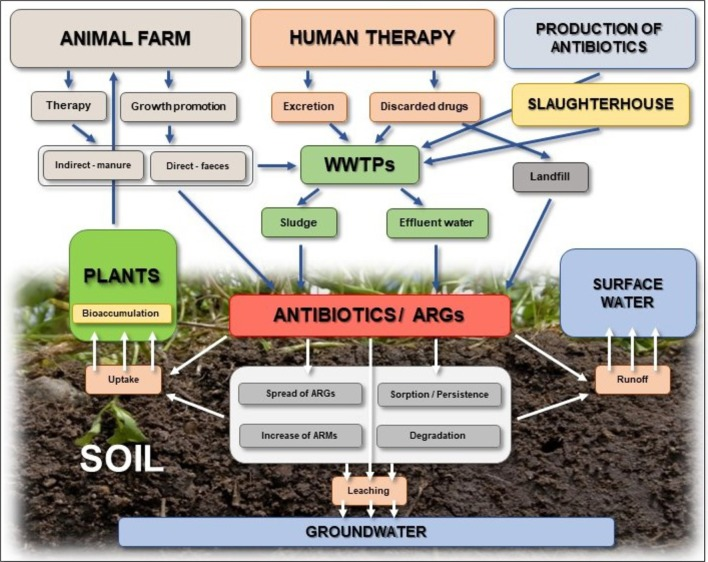 ANIMAL FARM
HUMAN THERAPY
PRODUCTION OF
ANTIBIOTICS
Therapy
Growth promotion
Excretion
Discarded drugs
SLAUGHTERHOUSE
Indirect - manure
Direct - faeces
WWTPs
Landfill
Sludge
Effluent water
PLANTS
Bioaccumulation
SURFACE
WATER
ANTIBIOTICS / ARGs
Uptake
Runoff
Spread of ARGs
Sorption / Persistence
Increase of ARMs
Degradation
SOIL
Leaching
GROUNDWATER